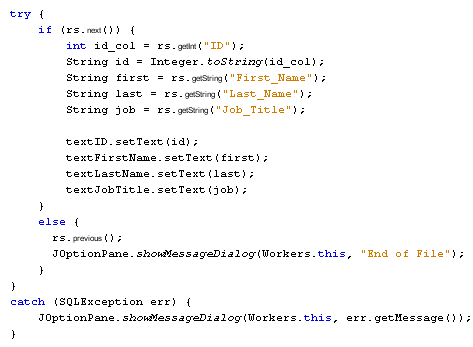 try {
if (rs.next()) {
int id_col = rs.getInt("ID");
String id = Integer.toString(id_col);
String first = rs.getString("First_Name");
String last = rs.getString("Last_Name");
String job = rs.getString("Job_Title");
textID.setText(id);
textFirstName.setText(first);
textLastName.setText(last);
textJobTitle.setText(job);
}
else {
rs.previous();
JOptionPane.showMessageDialog(Workers.this, "End of File");
}
}
catch (SQLException err) {
JOptionPane.showMessageDialog(Workers.this, err.getMessage());
}